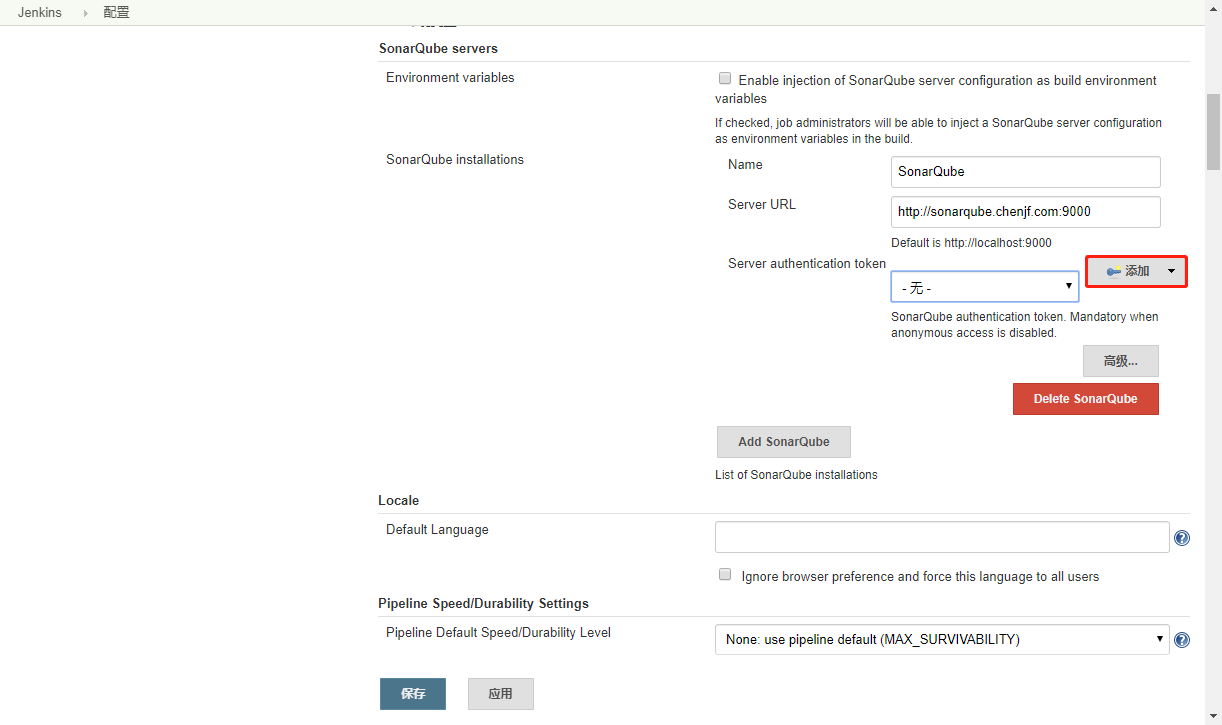 Jenkins
配置
SonarQube servers
Environment variables
Enable injection of SonarQube server configuration as build environment
variables
If checked, job administrators will be able to inject a SonarQube server configuration
as environment variables in the build.
SonarQube installations
Name
SonarQube
Server URL
http://sonarqube.chenjf.com:9000
Default is http://localhost:9000
Server authentication token
- 无 -
添加
SonarQube authentication token. Mandatory when
anonymous access is disabled.
高级...
Delete SonarQube
Add SonarQube
List of SonarQube installations
Locale
Default Language
Ignore browser preference and force this language to all users
Pipeline Speed/Durability Settings
Pipeline Default Speed/Durability Level
None: use pipeline default (MAX_SURVIVABILITY)
保存
应用